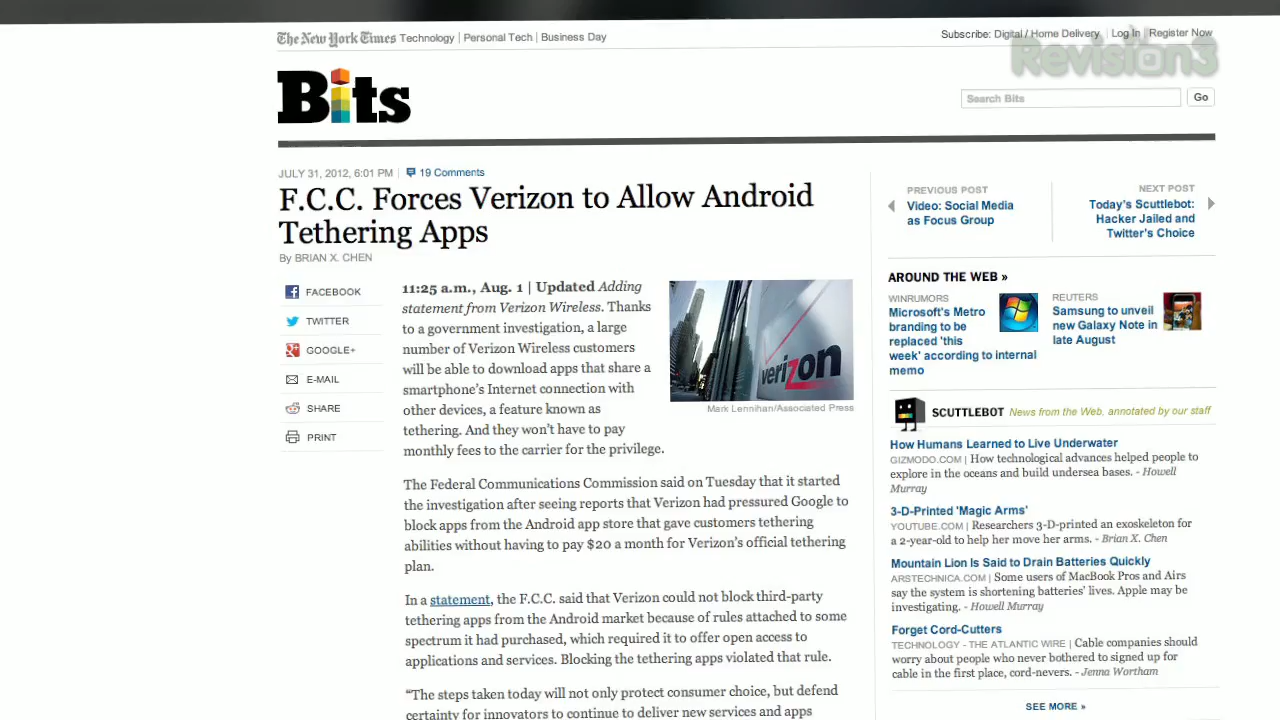 The New York Times Technology | Personal Tech | Business Day
Subscribe: Digital / Home Delivery | Log In | Register Now
Revision3
Bits
Search Bits
Go
JULY 31, 2012, 6:01 PM | 19 Comments
F.C.C. Forces Verizon to Allow Android
Tethering Apps
By BRIAN X. CHEN
FACEBOOK
TWITTER
GOOGLE+
E-MAIL
SHARE
PRINT
11:25 a.m., Aug. 1 | Updated Adding
statement from Verizon Wireless. Thanks
to a government investigation, a large
number of Verizon Wireless customers
will be able to download apps that share a
smartphone's Internet connection with
other devices, a feature known as
tethering. And they won't have to pay
monthly fees to the carrier for the privilege.
verizon
Mark Lennihan/Associated Press
The Federal Communications Commission said on Tuesday that it started
the investigation after seeing reports that Verizon had pressured Google to
block apps from the Android app store that gave customers tethering
abilities without having to pay $20 a month for Verizon's official tethering
plan.
In a statement, the F.C.C. said that Verizon could not block third-party
tethering apps from the Android market because of rules attached to some
spectrum it had purchased, which required it to offer open access to
applications and services. Blocking the tethering apps violated that rule.
"The steps taken today will not only protect consumer choice, but defend
certainty for innovators to continue to deliver new services and apps
PREVIOUS POST
Video: Social Media
as Focus Group
NEXT POST
Today's Scuttlebot:
Hacker Jailed and
Twitter's Choice
AROUND THE WEB »
WINRUMORS
Microsoft's Metro
branding to be
replaced 'this
week' according to internal
memo
REUTERS
Samsung to unveil
new Galaxy Note in
late August
SCUTTLEBOT News from the Web, annotated by our staff
How Humans Learned to Live Underwater
GIZMODO.COM | How technological advances helped people to
explore in the oceans and build undersea bases. - Howell
Murray
3-D-Printed 'Magic Arms'
YOUTUBE.COM | Researchers 3-D-printed an exoskeleton for
a 2-year-old to help her move her arms. - Brian X. Chen
Mountain Lion Is Said to Drain Batteries Quickly
ARSTECHNICA.COM | Some users of MacBook Pros and Airs
say the system is shortening batteries' lives. Apple may be
investigating. - Howell Murray
Forget Cord-Cutters
TECHNOLOGY - THE ATLANTIC WIRE | Cable companies should
worry about people who never bothered to signed up for
cable in the first place, cord-nevers. - Jenna Wortham
SEE MORE »